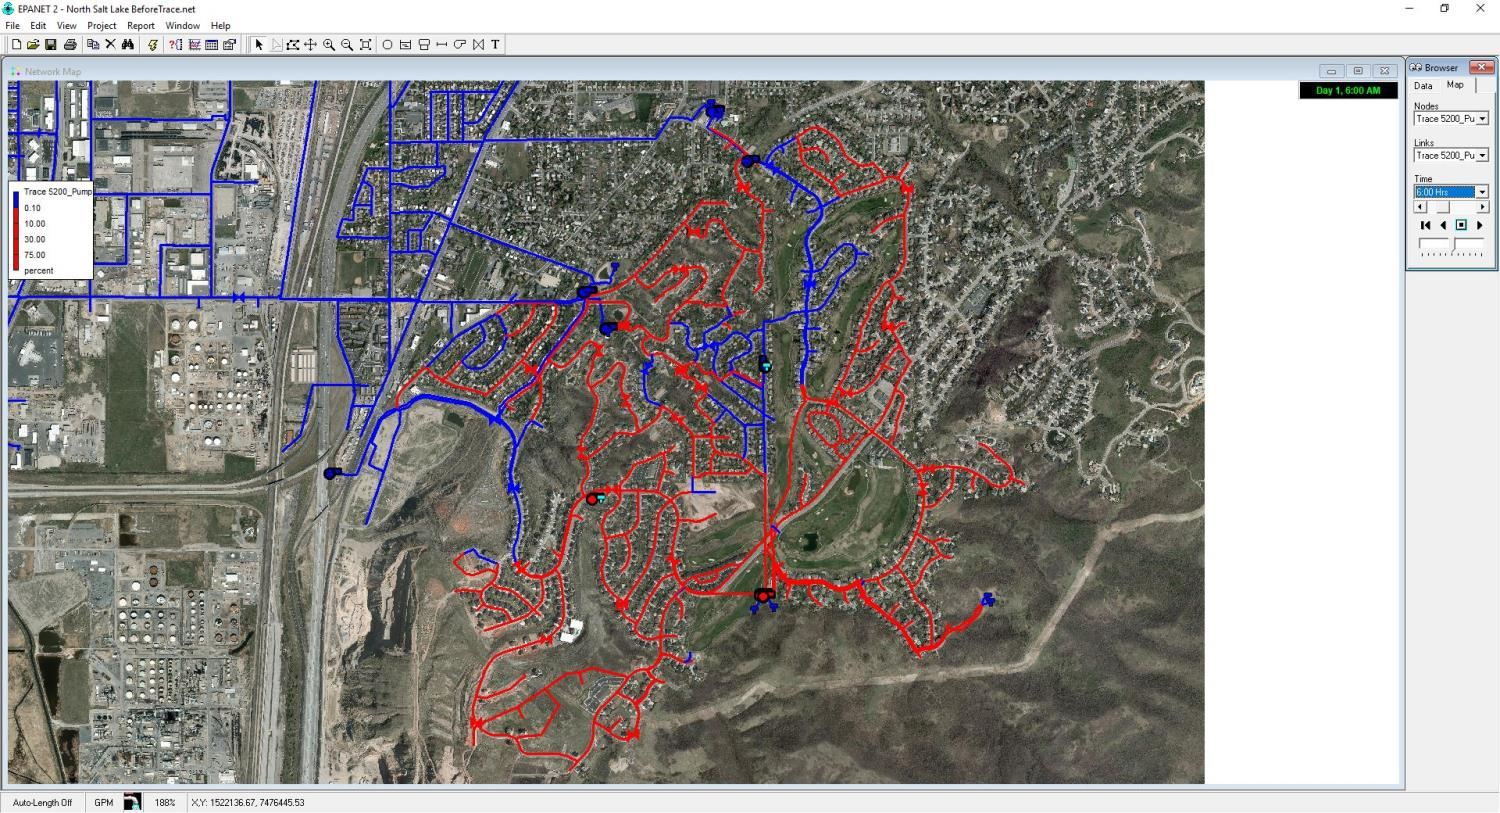 EPANET 2 - North Salt Lake BeforeTrace.net
File Edit View Project Report Window Help
T
Network Map
Browser
Data Map
Day 1, 6:00 AM
Nodes
Trace 5200_Pu
Links
Trace 5200_Pu
Time
6:00 Hrs
Trace 5200_Pump
0.10
10.00
30.00
75.00
percent
Auto-Length Off GPM 188% X,Y: 1522136.67, 7476445.53